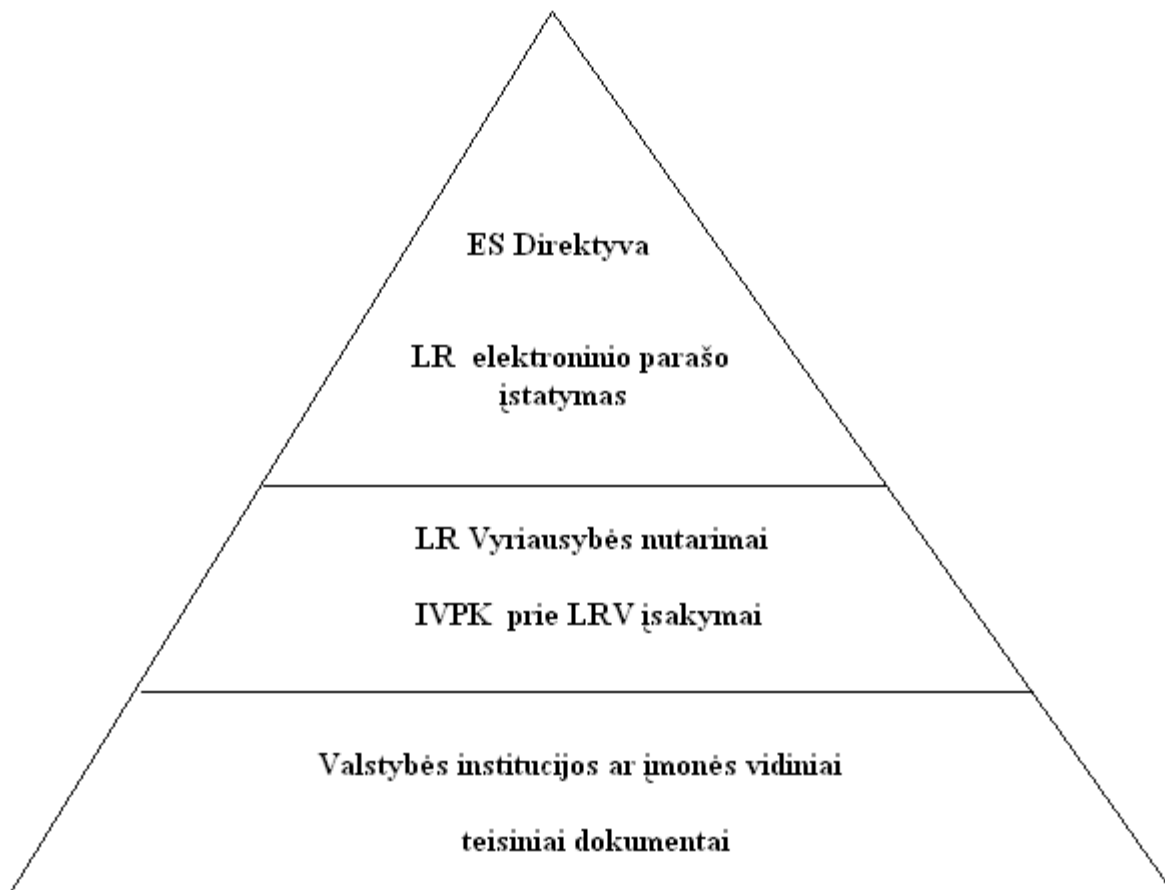 ES Direktyva
LR elektroninio parašo
įstatymas
LR Vyriausybės nutarimai
IVPK prie LRV įsakymai
Valstybės institucijos ar įmonės vidiniai
teisiniai dokumentai